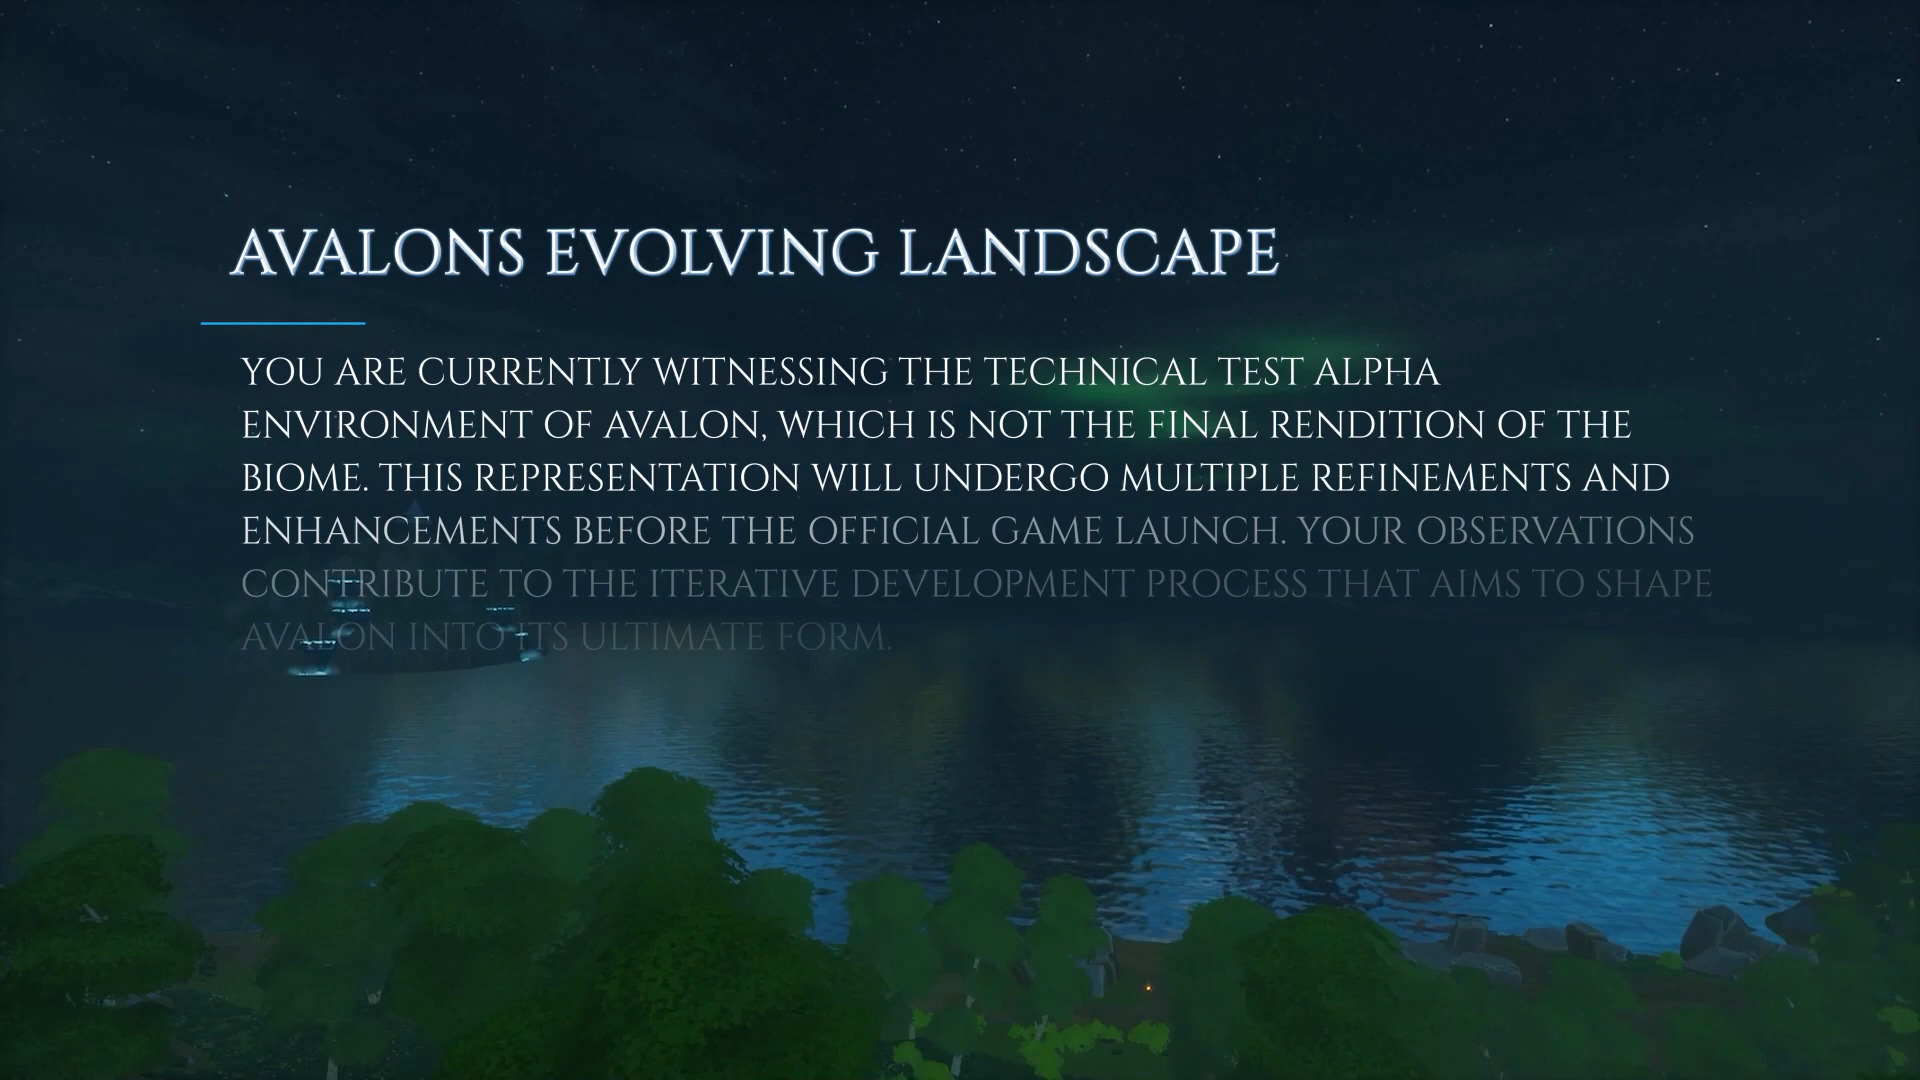 AVALONS EVOLVING LANDSCAPE
YOU ARE CURRENTLY WITNESSING THE TECHNICAL TEST ALPHA
ENVIRONMENT OF AVALON, WHICH IS NOT THE FINAL RENDITION OF THE
BIOME. THIS REPRESENTATION WILL UNDERGO MULTIPLE REFINEMENTS AND
ENHANCEMENTS BEFORE THE OFFICIAL GAME LAUNCH. YOUR OBSERVATIONS
CONTRIBUTE TO THE ITERATIVE DEVELOPMENT PROCESS THAT AIMS TO SHAPE
AVALON INTO ITS ULTIMATE FORM.